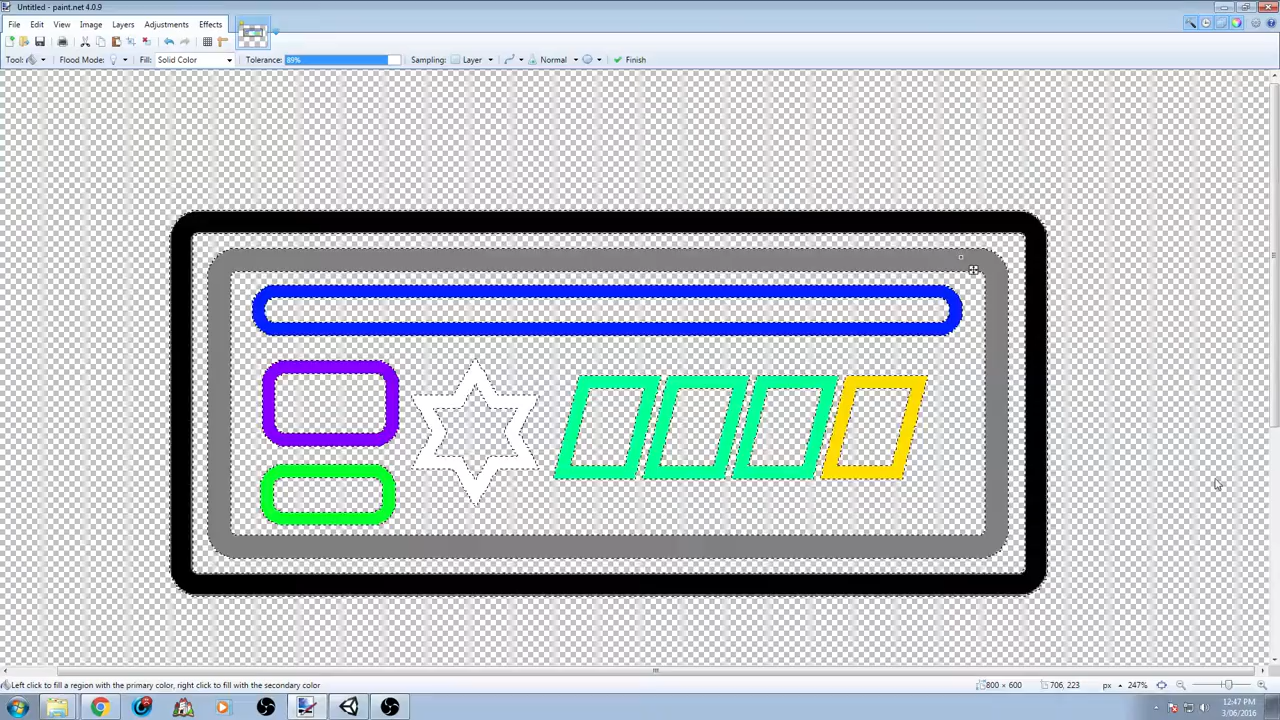 Untitled - paint.net 4.0.9
File Edit View Image Layers Adjustments Effects
Tool: Flood Mode: Fill: Solid Color Tolerance: 89% Sampling: Layer Normal Finish
Left click to fill a region with the primary color, right click to fill with the secondary color 800 × 600 706, 223 px 247%
12:47 PM
3/06/2016